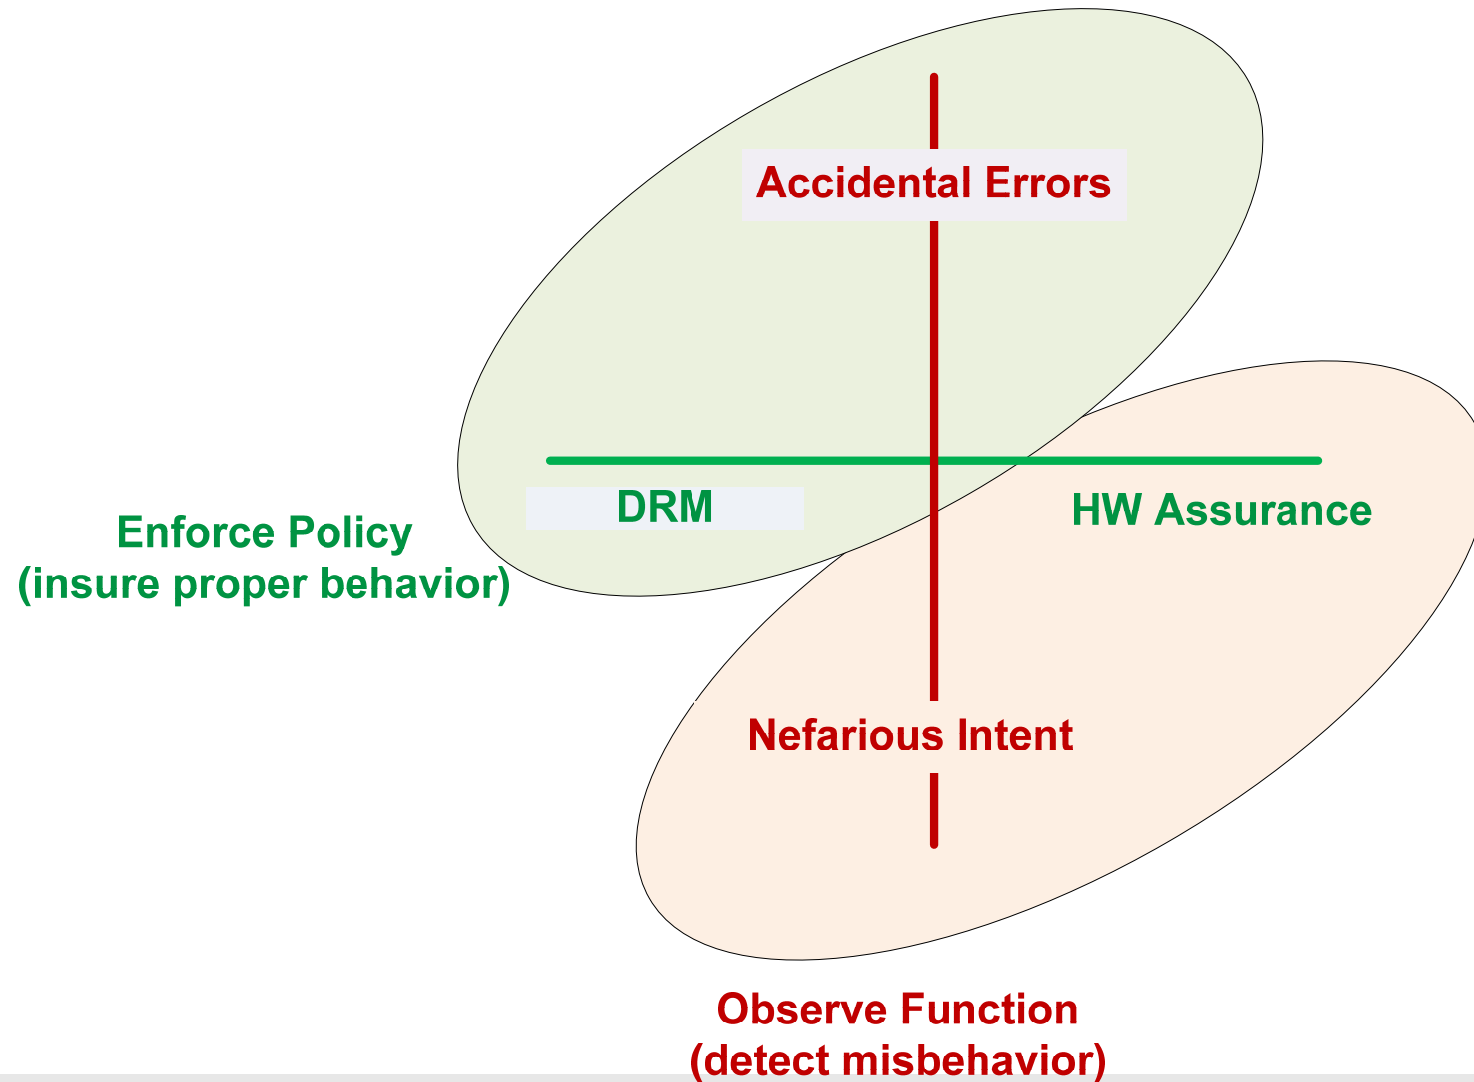 Accidental Errors
DRM
HW Assurance
Enforce Policy
(insure proper behavior)
Nefarious Intent
Observe Function
(detect misbehavior)